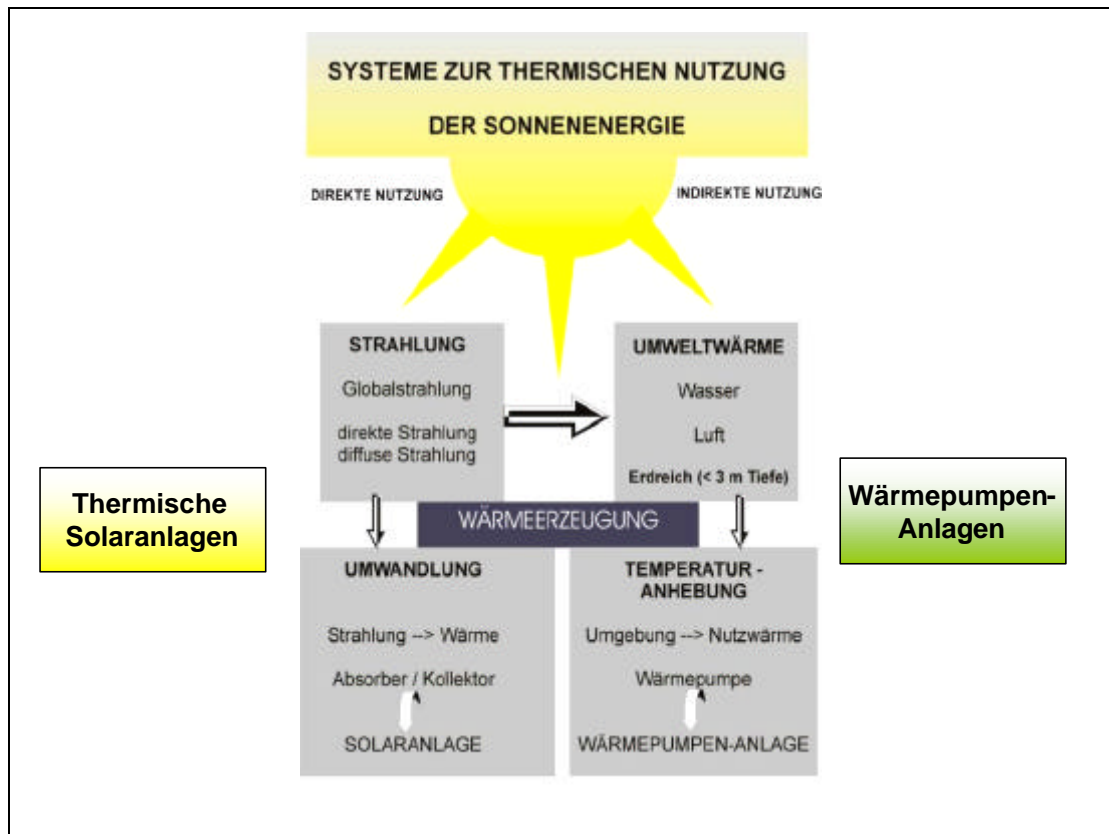 SYSTEME ZUR THERMISCHEN NUTZUNG
DER SONNENENERGIE
DIREKTE NUTZUNG
INDIREKTE NUTZUNG
STRAHLUNG
Globalstrahlung
direkte Strahlung
diffuse Strahlung
UMWELTWÄRME
Wasser
Luft
Erdreich (< 3 m Tiefe)
Thermische
Solaranlagen
Wärmepumpen-
Anlagen
WÄRMEERZEUGUNG
UMWANDLUNG
Strahlung --> Wärme
Absorber / Kollektor
SOLARANLAGE
TEMPERATUR -
ANHEBUNG
Umgebung --> Nutzwärme
Wärmepumpe
WÄRMEPUMPEN-ANLAGE